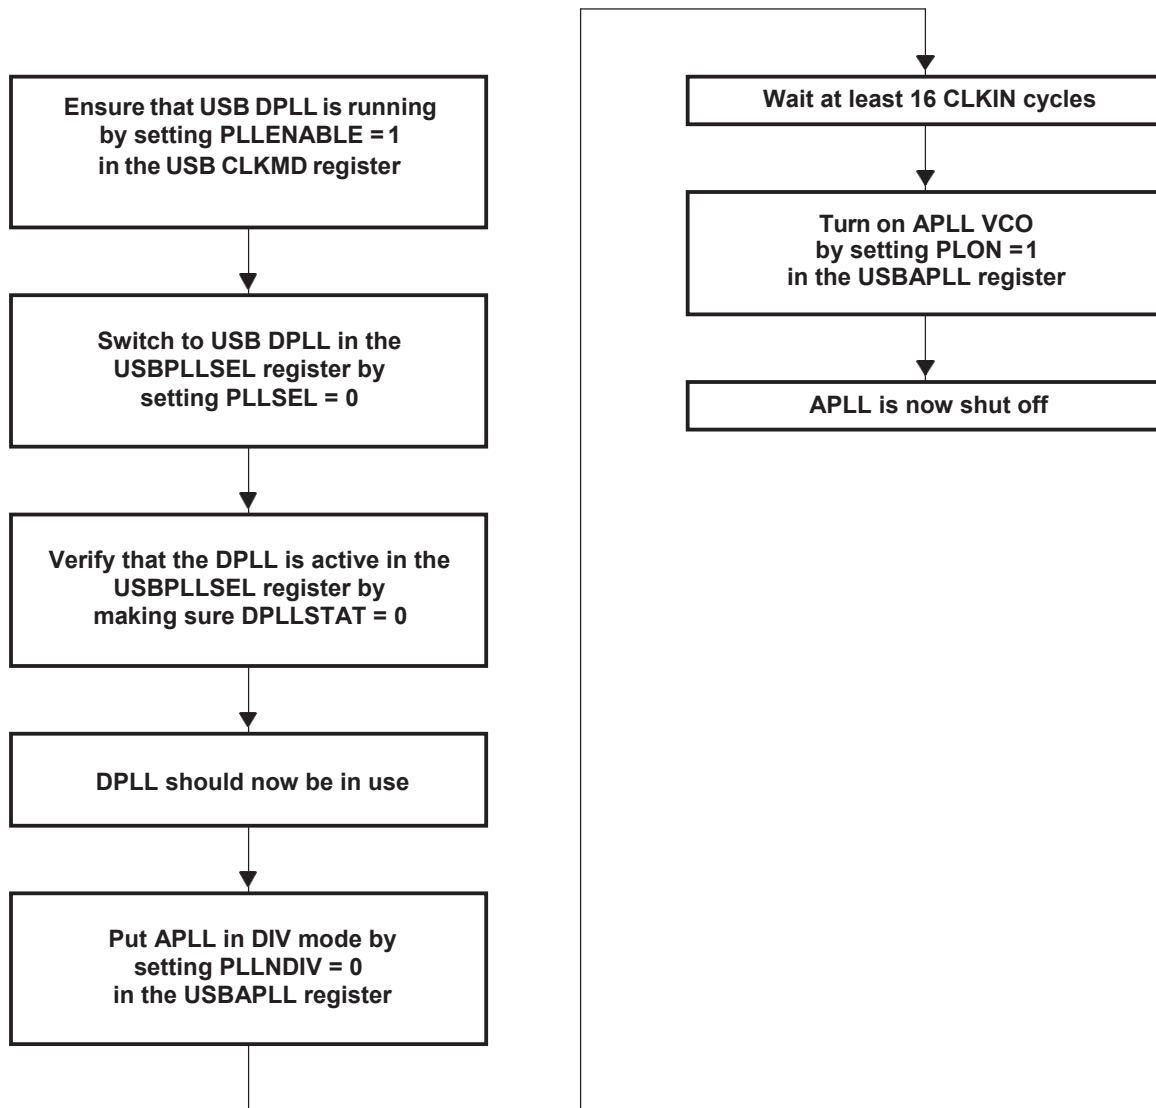 Ensure that USB DPLL is running
by setting PLLENABLE = 1
in the USB CLKMD register
Switch to USB DPLL in the
USBPLLSEL register by
setting PLLSEL = 0
Verify that the DPLL is active in the
USBPLLSEL register by
making sure DPLLSTAT = 0
DPLL should now be in use
Put APLL in DIV mode by
setting PLLNDIV = 0
in the USBAPLL register
Wait at least 16 CLKIN cycles
Turn on APLL VCO
by setting PLON = 1
in the USBAPLL register
APLL is now shut off